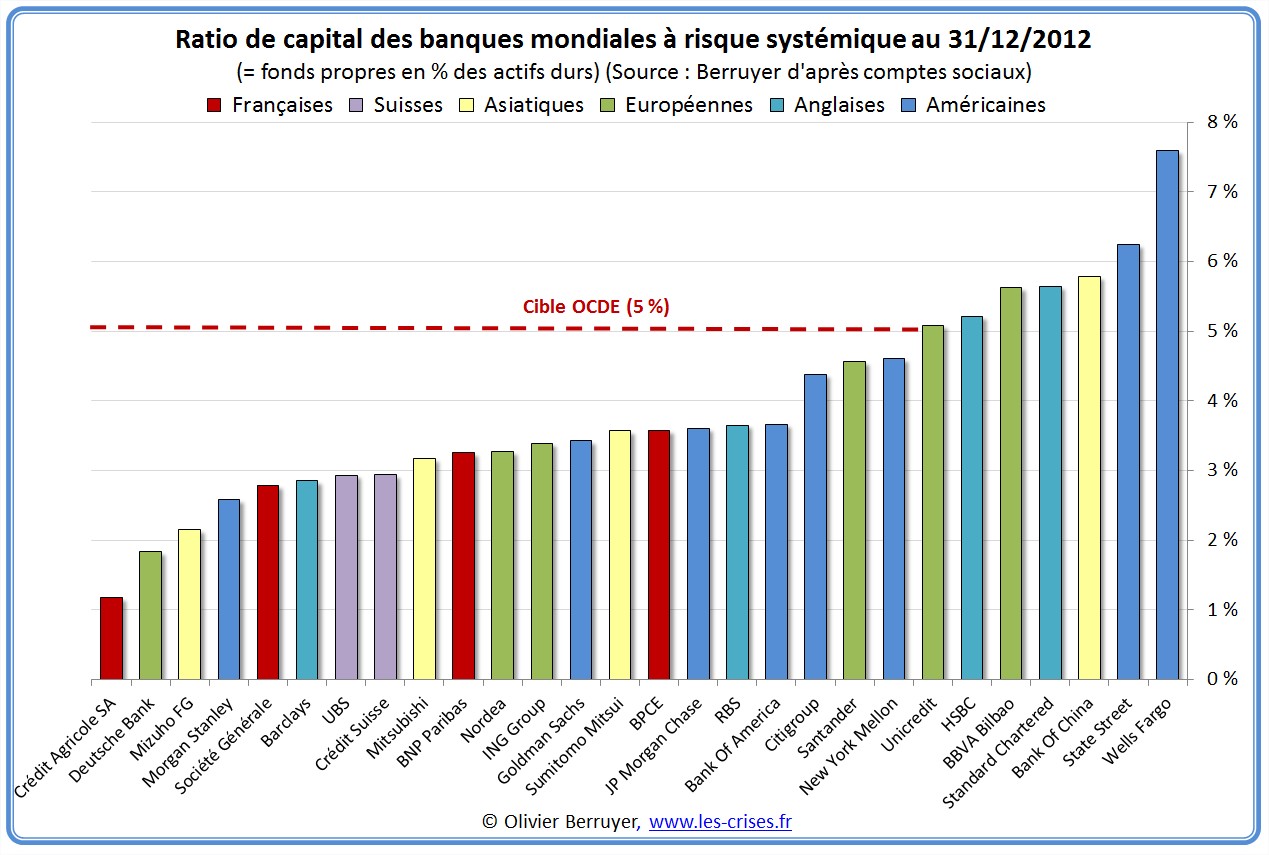 Ratio de capital des banques mondiales à risque systémique au 31/12/2012
(= fonds propres en % des actifs durs) (Source : Berruyer d'après comptes sociaux)
Françaises Suisses Asiatiques Européennes Anglaises Américaines
8 %
7 %
6 %
Cible OCDE (5 %)
5 %
4 %
3 %
2 %
1 %
0 %
Crédit Agricole SA
Deutsche Bank
Mizuho FG
Morgan Stanley
Société Générale
Barclays
UBS
Crédit Suisse
Mitsubishi
BNP Paribas
Nordea
ING Group
Goldman Sachs
Sumitomo Mitsui
BPCE
JP Morgan Chase
RBS
Bank Of America
Citigroup
Santander
New York Mellon
Unicredit
HSBC
BBVA Bilbao
Standard Chartered
Bank Of China
State Street
Wells Fargo
© Olivier Berruyer, www.les-crises.fr